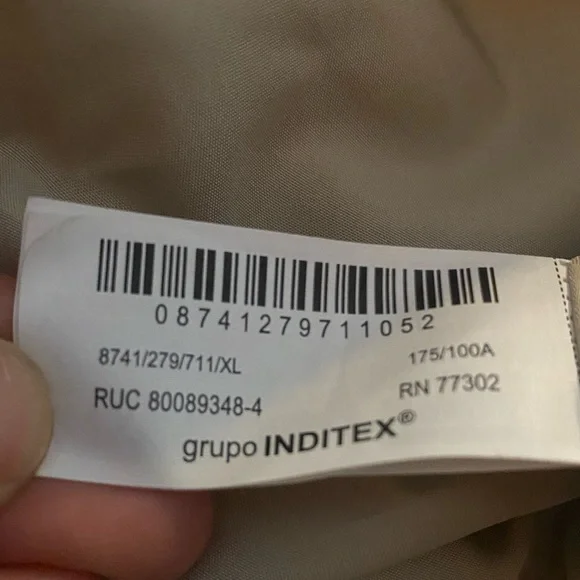 08741279711052
8741/279/711/XL 175/100A
RUC 80089348-4 RN 77302
grupo INDITEX®